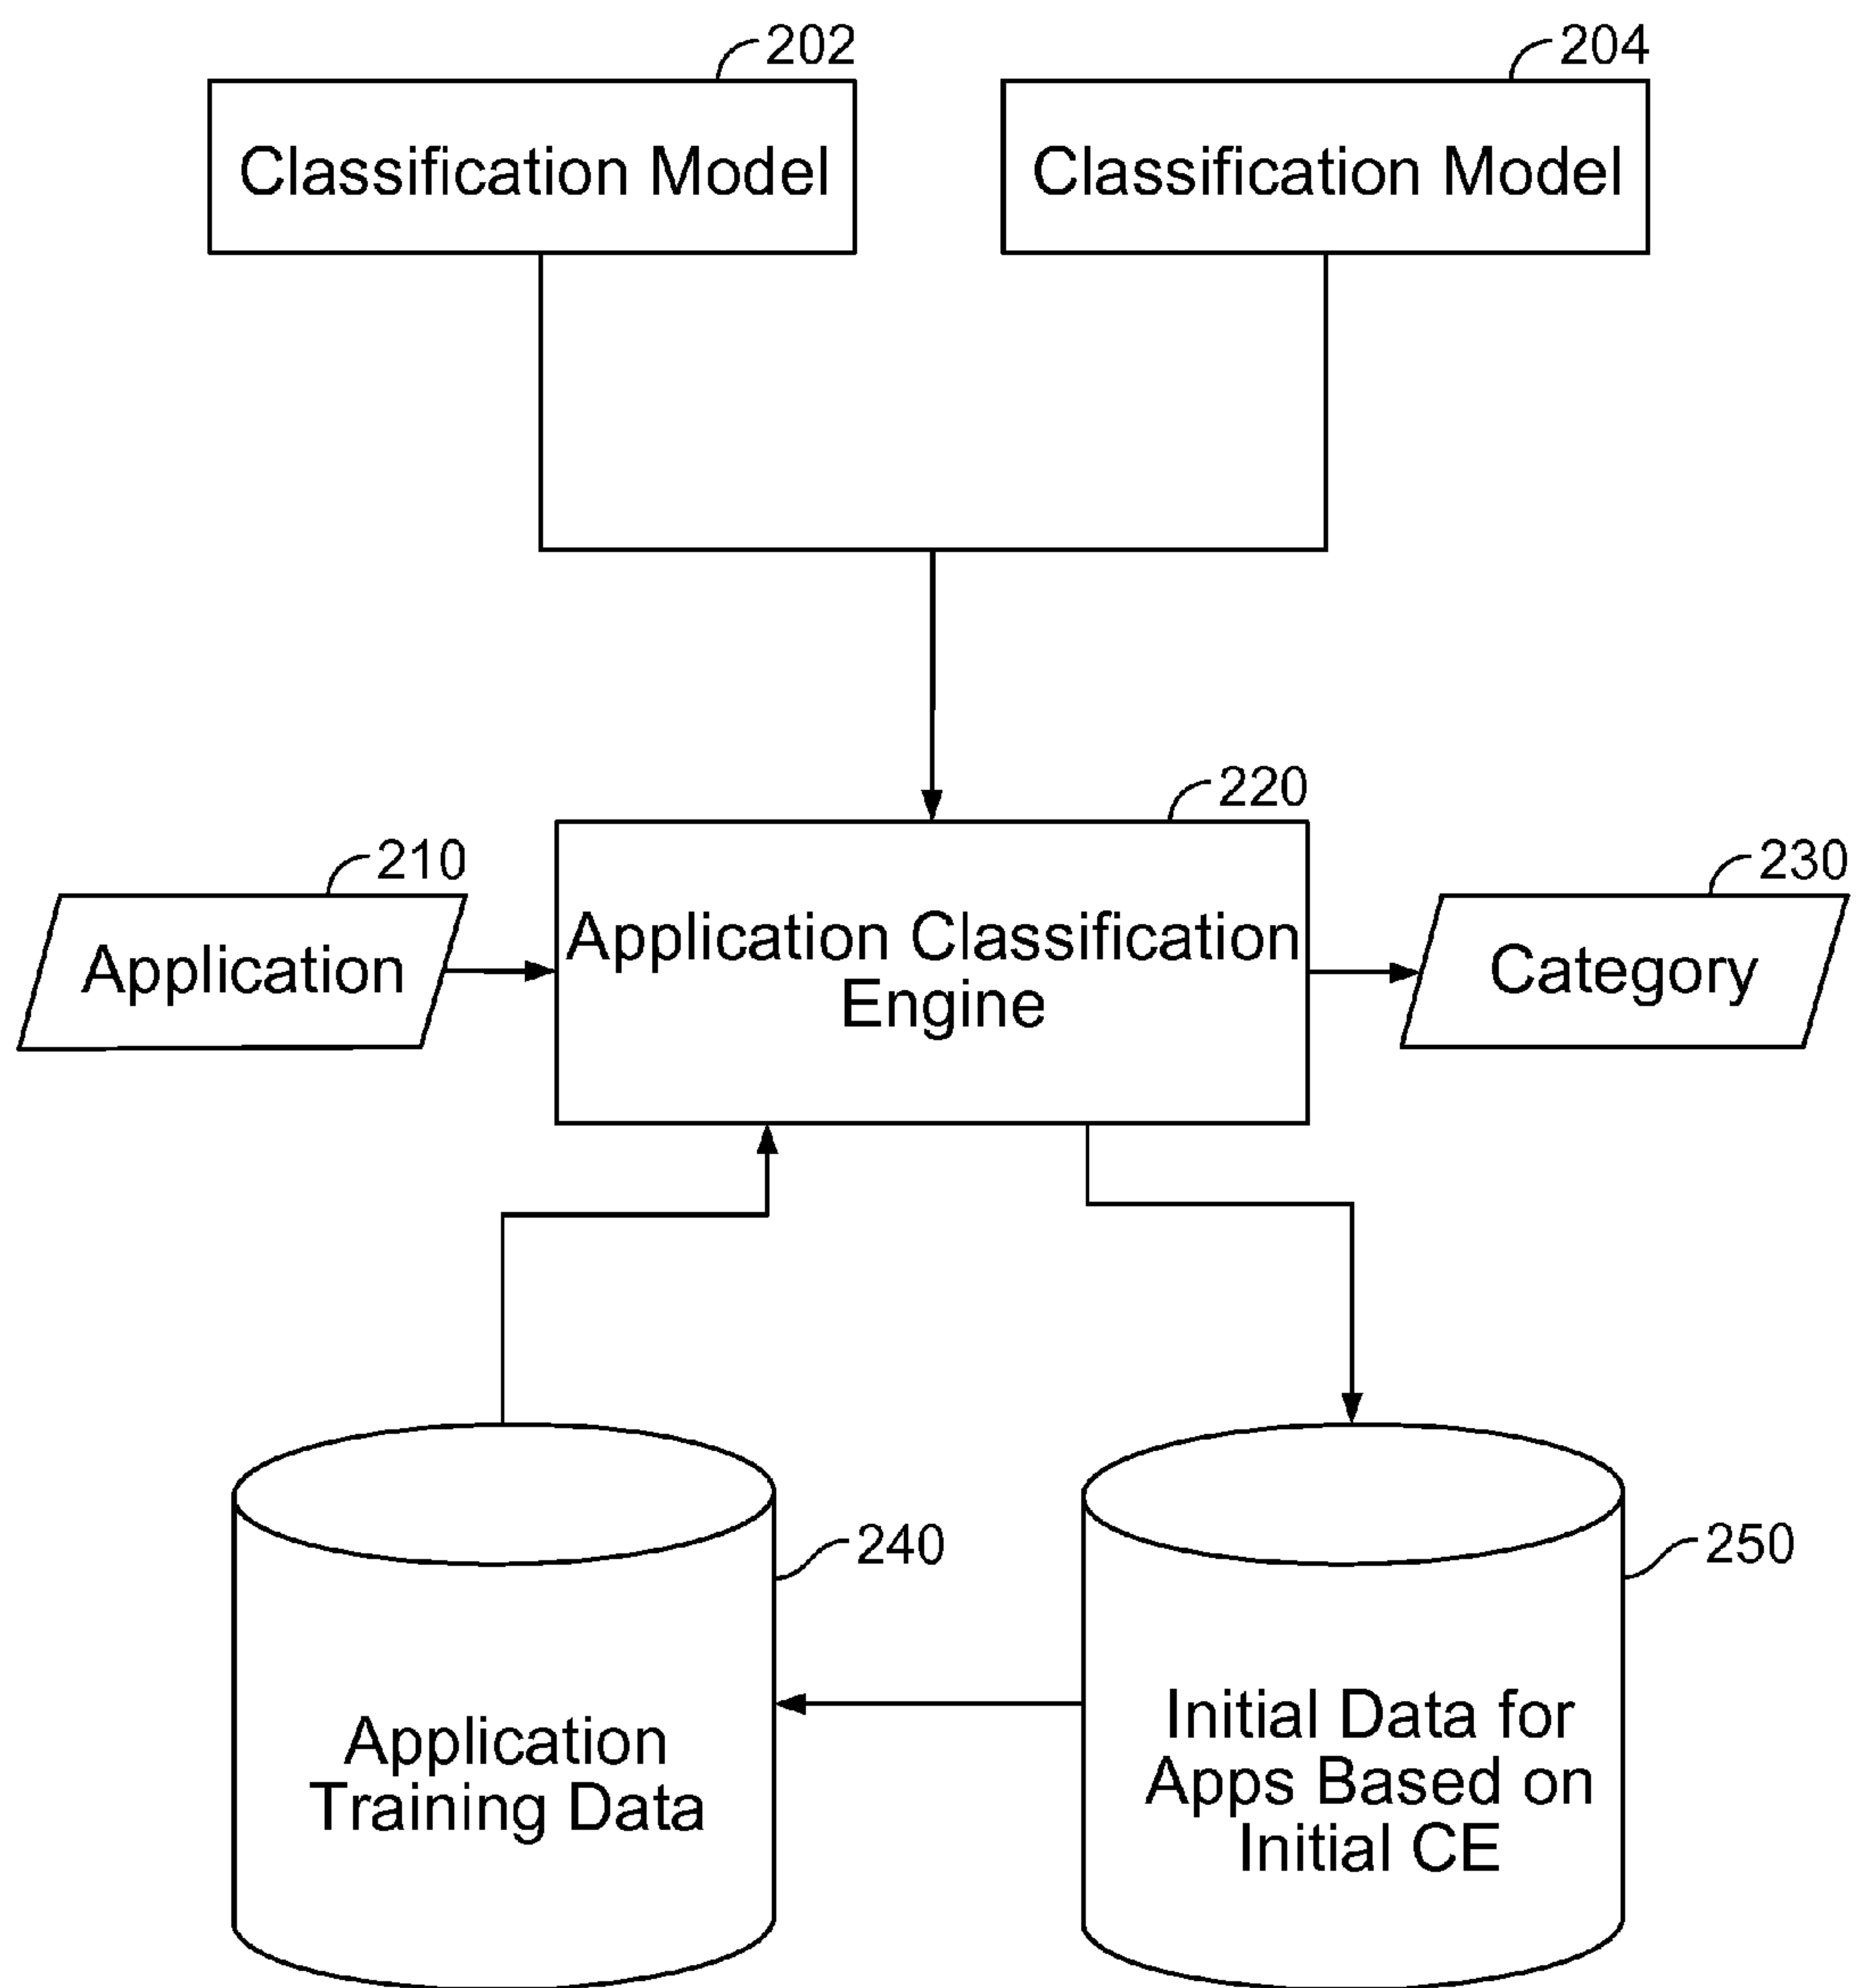 202
204
Classification Model
Classification Model
220
210
230
Application
Application Classification
Engine
Category
240
250
Application
Training Data
Initial Data for
Apps Based on
Initial CE